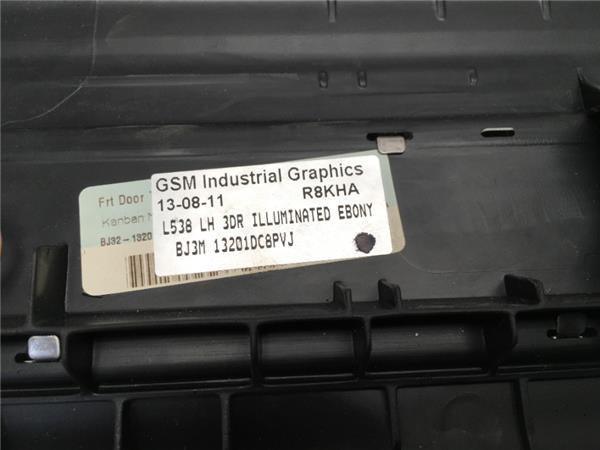 GSM Industrial Graphics
13-08-11 R8KHA
L538 LH 3DR ILLUMINATED EBONY
BJ3M 13201DC8PVJ
Frt Door
Kanban
BJ32-1320